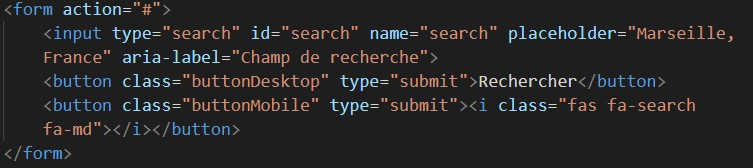 <form action="#">
<input type="search" id="search" name="search" placeholder="Marseille,
France" aria-label="Champ de recherche">
<button class="buttonDesktop" type="submit">Rechercher</button>
<button class="buttonMobile" type="submit"><i class="fas fa-search
fa-md"></i></button>
</form>